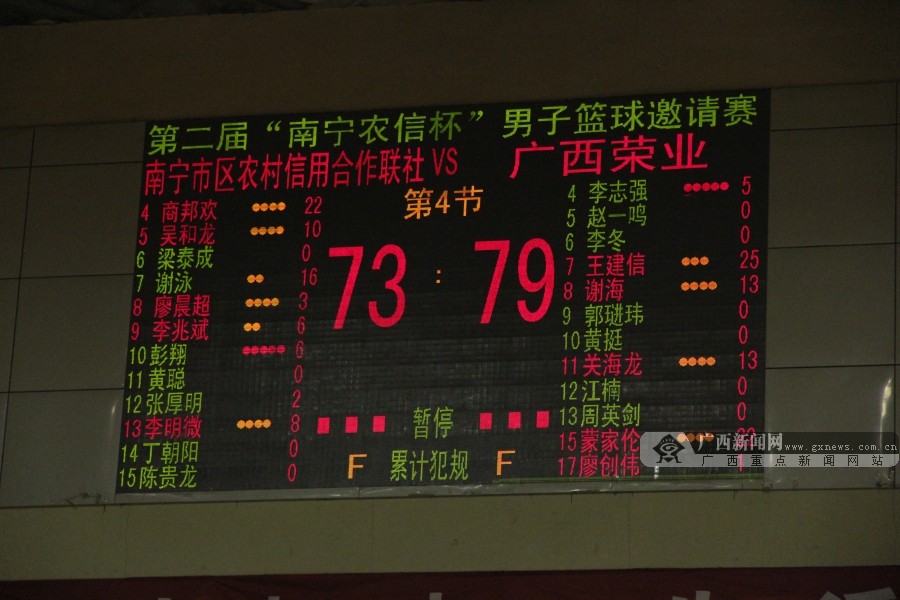 第二届“南宁农信杯”男子篮球邀请赛
南宁市区农村信用合作联社 VS 广西荣业
第4节
73 : 79
4 商邦欢 22
5 吴和龙 10
6 梁泰成 0
7 谢泳 16
8 廖晨超 3
9 李兆斌 6
10 彭翔 6
11 黄聪 0
12 张厚明 2
13 李明微 8
14 丁朝阳 0
15 陈贵龙 0
暂停
F 累计犯规 F
4 李志强 5
5 赵一鸣 0
6 李冬 0
7 王建信 25
8 谢海 13
9 郭琎玮 0
10 黄挺 0
11 关海龙 13
12 江楠 0
13 周英剑 0
15 蒙家伦
17 廖创伟
广西新闻网
www.gxnews.com.cn
广西重点新闻网站